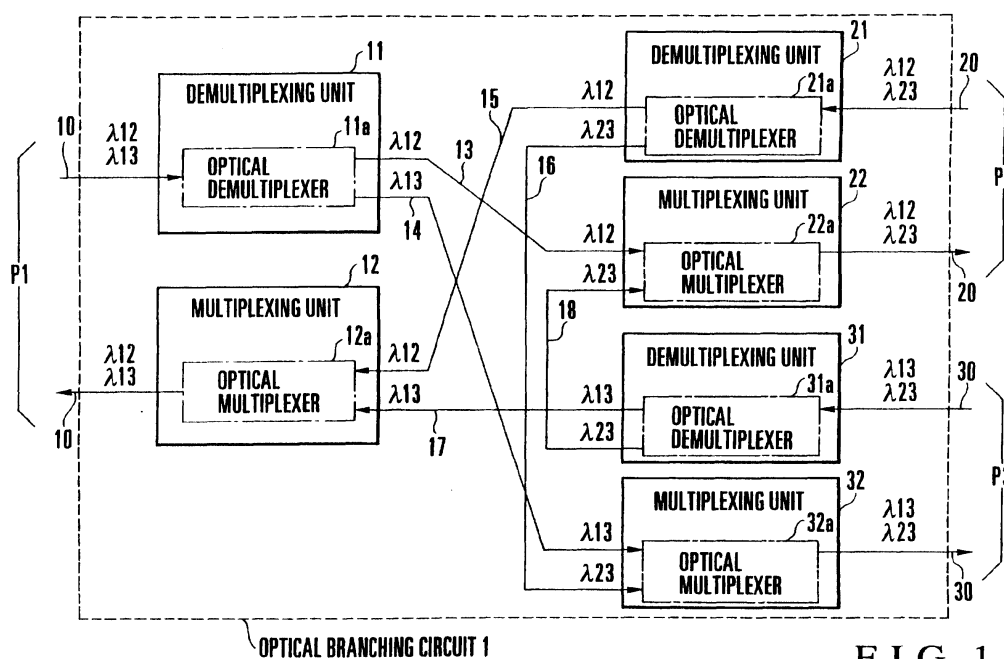 11
DEMULTIPLEXING UNIT
11a
10
λ12
λ13
OPTICAL
DEMULTIPLEXER
λ12
13
λ13
14
P1
12
MULTIPLEXING UNIT
12a
λ12
λ13
10
OPTICAL
MULTIPLEXER
λ12
λ13
17
15
16
18
21
DEMULTIPLEXING UNIT
21a
λ12
λ23
OPTICAL
DEMULTIPLEXER
λ12
λ23
20
P
22
MULTIPLEXING UNIT
22a
λ12
λ23
OPTICAL
MULTIPLEXER
λ12
λ23
20
31
DEMULTIPLEXING UNIT
31a
λ13
λ23
OPTICAL
DEMULTIPLEXER
λ13
λ23
30
32
MULTIPLEXING UNIT
32a
λ13
λ23
OPTICAL
MULTIPLEXER
λ13
λ23
30
P
OPTICAL BRANCHING CIRCUIT 1
FIG. 1